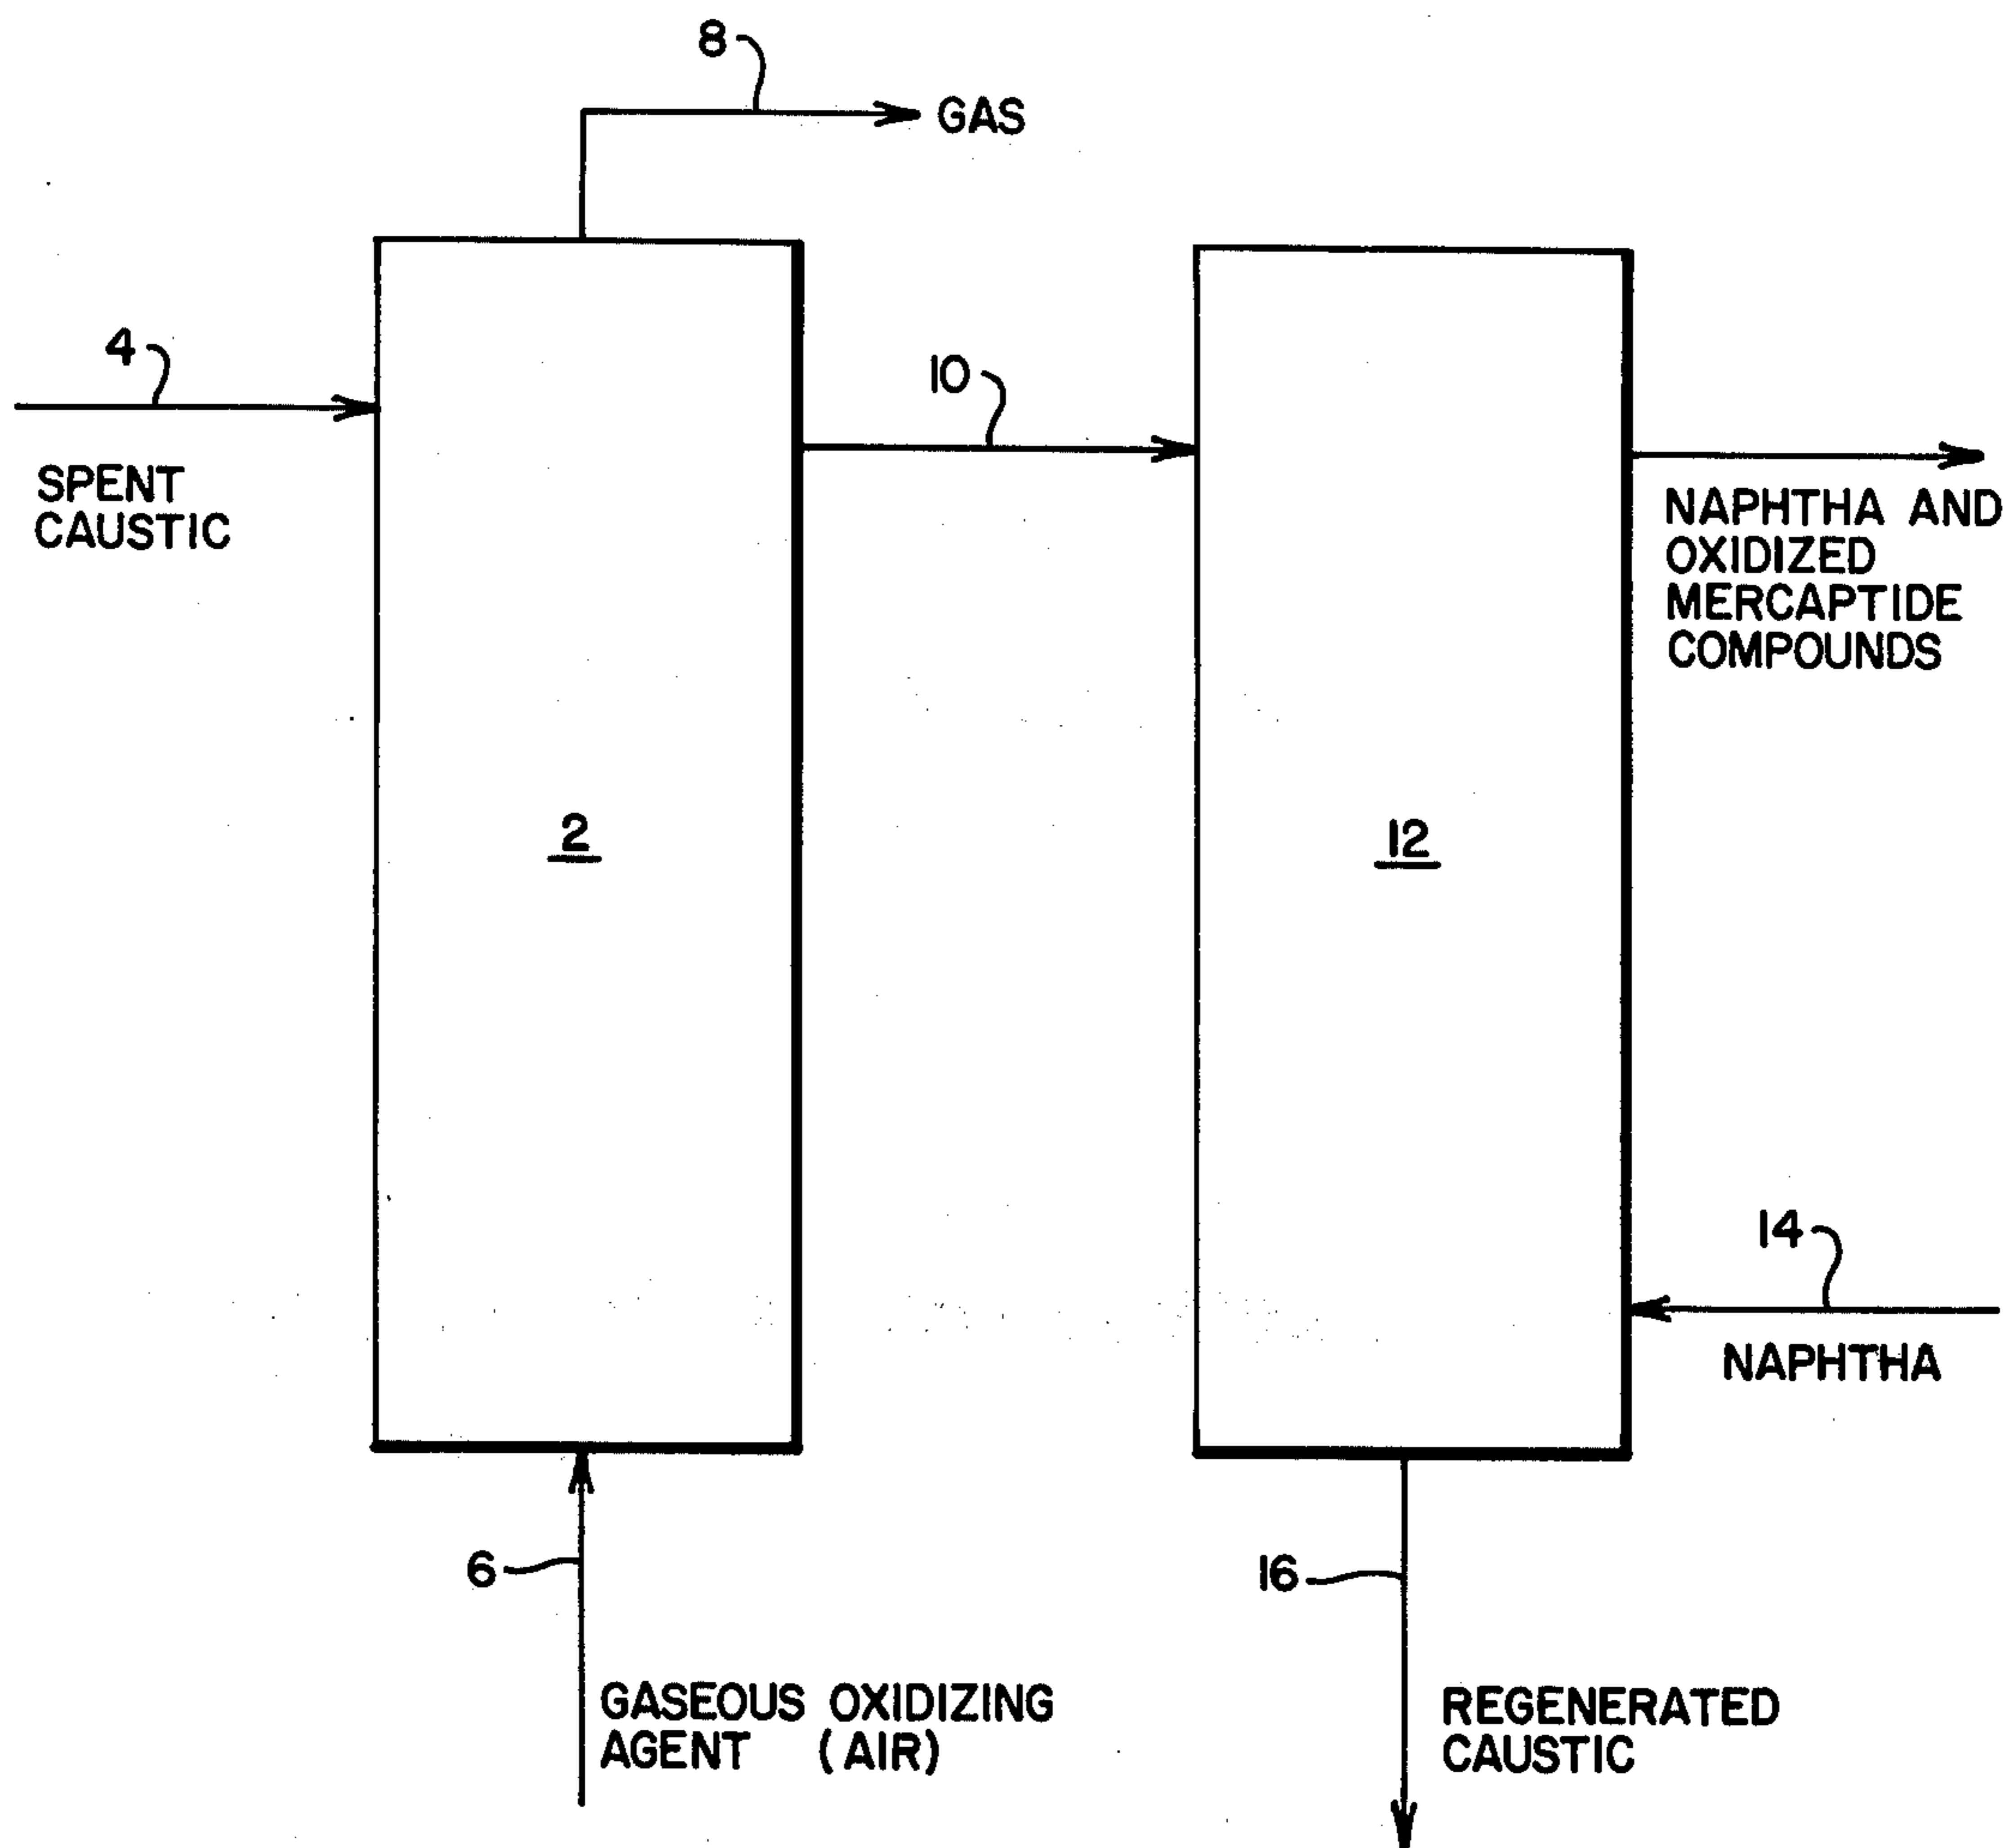 8
GAS
4
10
SPENT
CAUSTIC
NAPHTHA AND
OXIDIZED
MERCAPTIDE
COMPOUNDS
2
12
14
NAPHTHA
6
16
GASEOUS OXIDIZING
AGENT (AIR)
REGENERATED
CAUSTIC